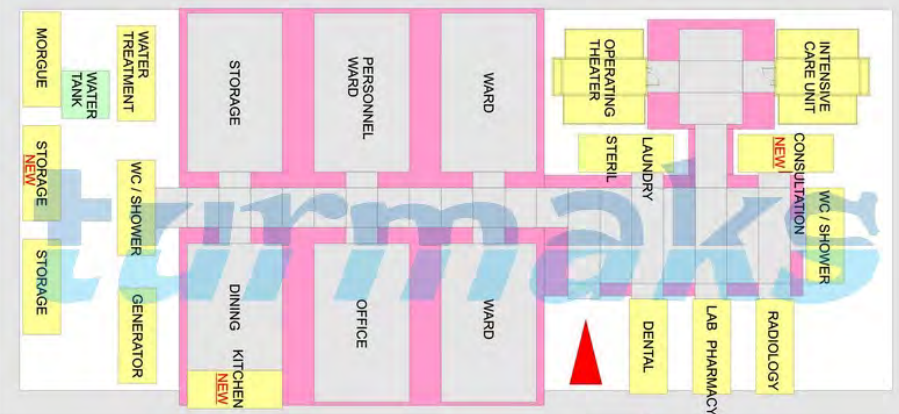 MORGUE
WATER
TANK
WATER
TREATMENT
STORAGE
PERSONNEL
WARD
WARD
OPERATING
THEATER
INTENSIVE
CARE UNIT
STORAGE
NEW
WC / SHOWER
STERIL
LAUNDRY
CONSULTATION
NEW
WC / SHOWER
turmaks
STORAGE
GENERATOR
DINING
KITCHEN
NEW
OFFICE
WARD
DENTAL
LAB PHARMACY
RADIOLOGY